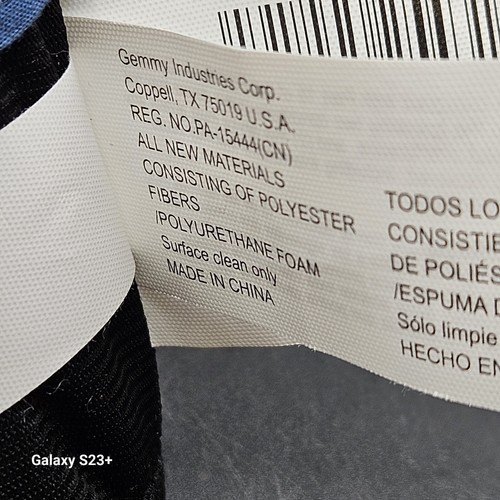 Gemmy Industries Corp.
Coppell, TX 75019 U.S.A.
REG. NO.PA-15444(CN)
ALL NEW MATERIALS
CONSISTING OF POLYESTER
FIBERS
/POLYURETHANE FOAM
Surface clean only
MADE IN CHINA
TODOS LO
CONSISTIE
DE POLIÉS
/ESPUMA D
Sólo limpie
HECHO EN
Galaxy S23+